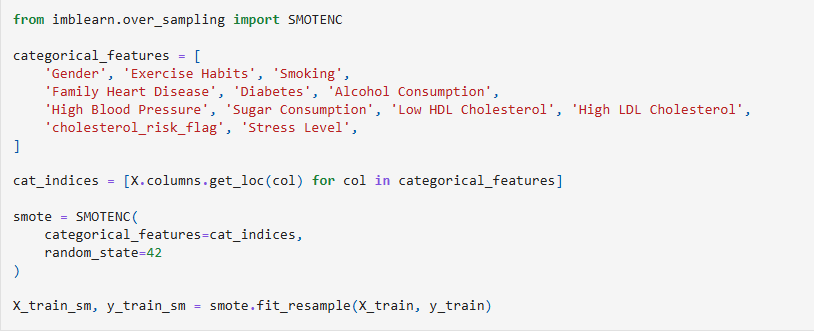 from imblearn.over_sampling import SMOTENC
categorical_features = [
    'Gender', 'Exercise Habits', 'Smoking',
    'Family Heart Disease', 'Diabetes', 'Alcohol Consumption',
    'High Blood Pressure', 'Sugar Consumption', 'Low HDL Cholesterol', 'High LDL Cholesterol',
    'cholesterol_risk_flag', 'Stress Level',
]
cat_indices = [X.columns.get_loc(col) for col in categorical_features]
smote = SMOTENC(
    categorical_features=cat_indices,
    random_state=42
)
X_train_sm, y_train_sm = smote.fit_resample(X_train, y_train)